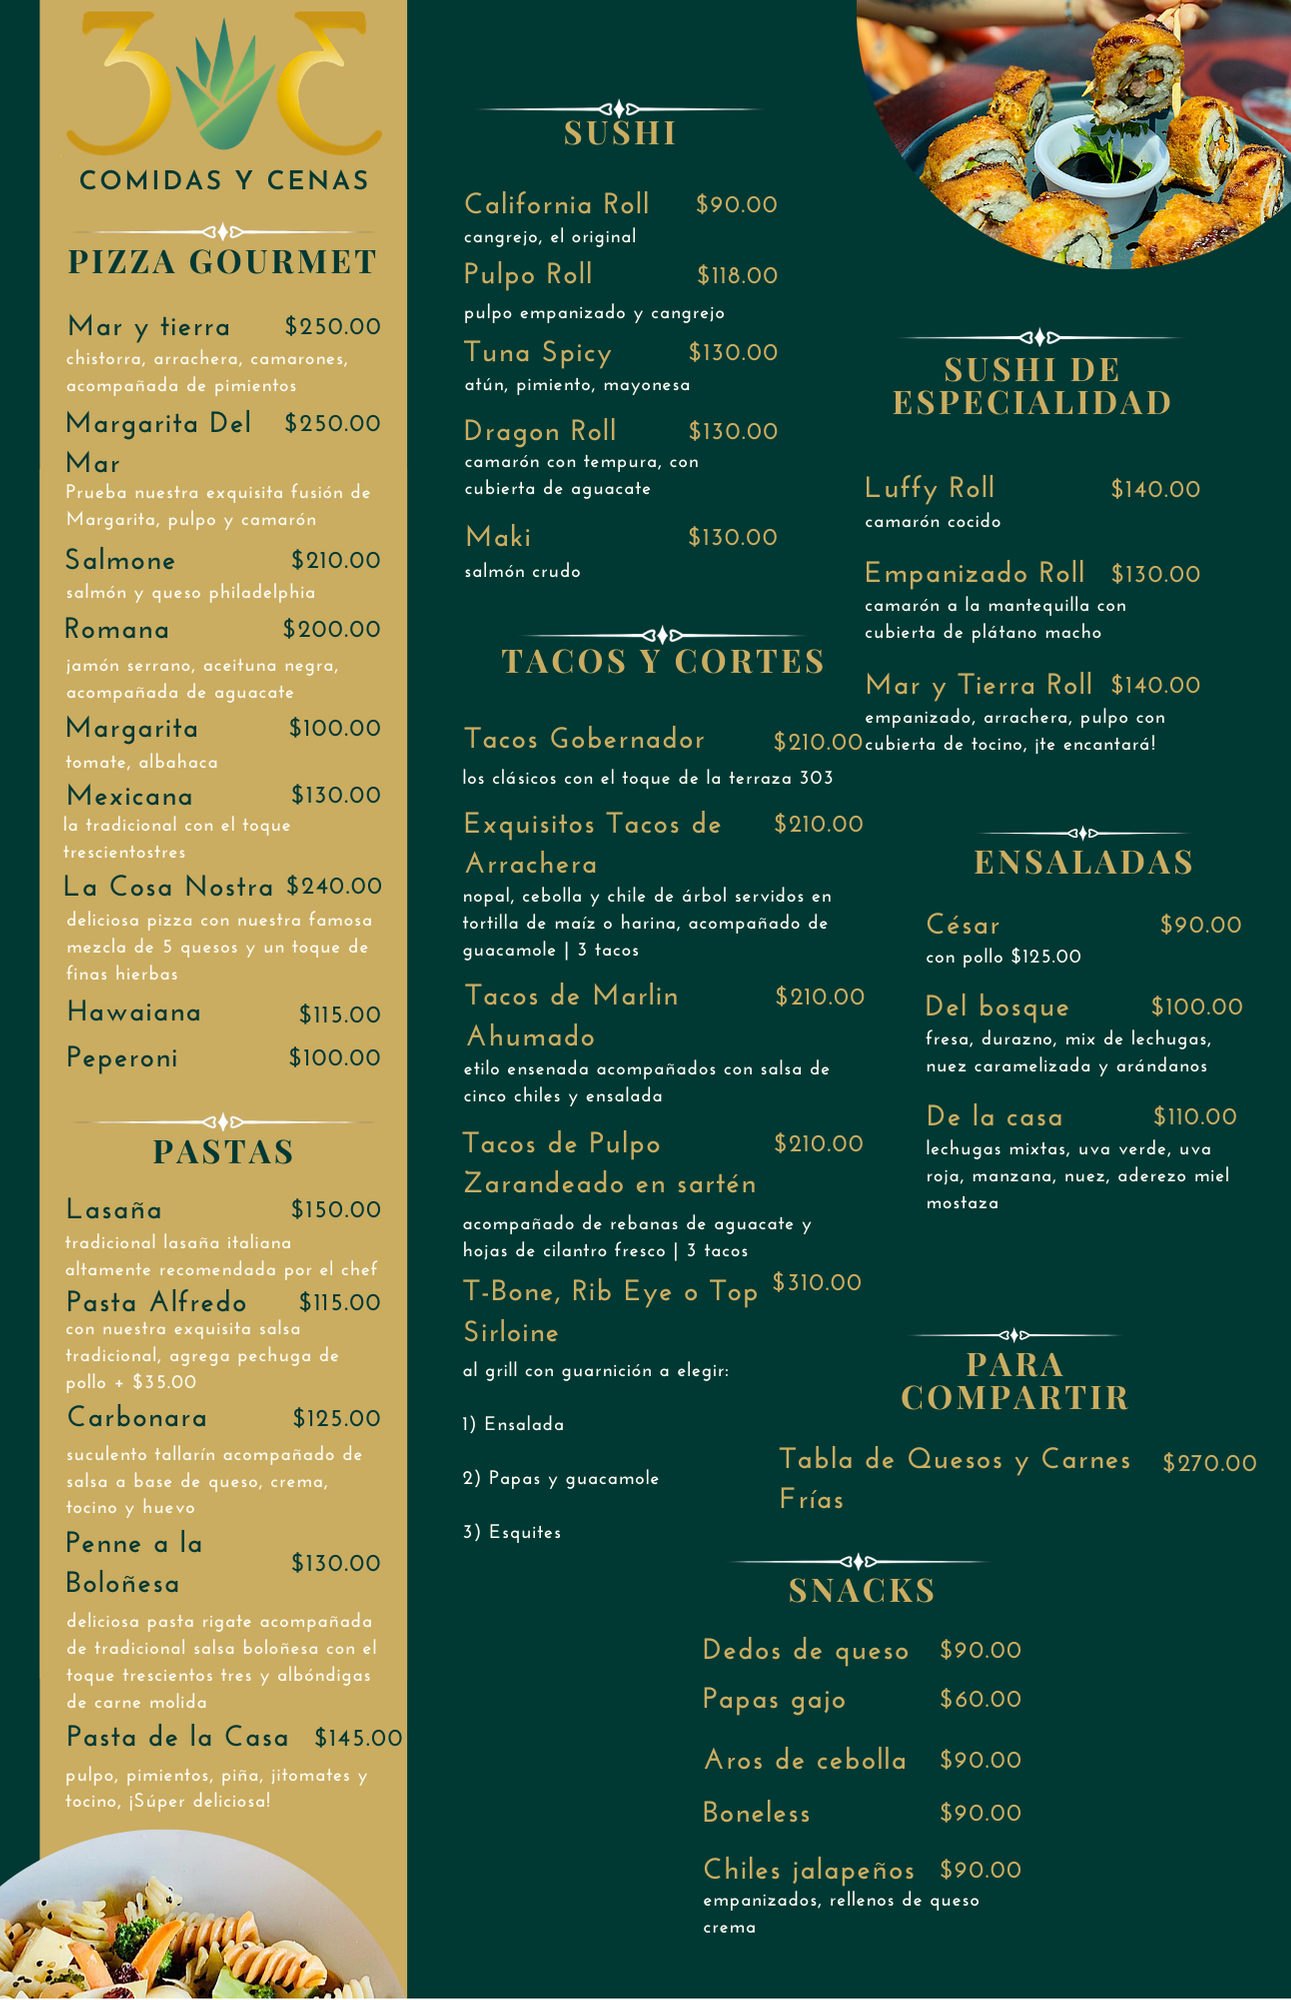 303
COMIDAS Y CENAS
PIZZA GOURMET
Mar y tierra $250.00
chistorra, arrachera, camarones,
acompañada de pimientos
Margarita Del $250.00
Mar
Prueba nuestra exquisita fusión de
Margarita, pulpo y camarón
Salmone $210.00
salmón y queso philadelphia
Romana $200.00
jamón serrano, aceituna negra,
acompañada de aguacate
Margarita $100.00
tomate, albahaca
Mexicana $130.00
la tradicional con el toque
trescientostres
La Cosa Nostra $240.00
deliciosa pizza con nuestra famosa
mezcla de 5 quesos y un toque de
finas hierbas
Hawaiana $115.00
Peperoni $100.00
PASTAS
Lasaña $150.00
tradicional lasaña italiana
altamente recomendada por el chef
Pasta Alfredo $115.00
con nuestra exquisita salsa
tradicional, agrega pechuga de
pollo + $35.00
Carbonara $125.00
suculento tallarín acompañado de
salsa a base de queso, crema,
tocino y huevo
Penne a la
Boloñesa $130.00
deliciosa pasta rigate acompañada
de tradicional salsa boloñesa con el
toque trescientos tres y albóndigas
de carne molida
Pasta de la Casa $145.00
pulpo, pimientos, piña, jitomates y
tocino, ¡Súper deliciosa!
SUSHI
California Roll $90.00
cangrejo, el original
Pulpo Roll $118.00
pulpo empanizado y cangrejo
Tuna Spicy $130.00
atún, pimiento, mayonesa
Dragon Roll $130.00
camarón con tempura, con
cubierta de aguacate
Maki $130.00
salmón crudo
TACOS Y CORTES
Tacos Gobernador $210.00
los clásicos con el toque de la terraza 303
Exquisitos Tacos de $210.00
Arrachera
nopal, cebolla y chile de árbol servidos en
tortilla de maíz o harina, acompañado de
guacamole | 3 tacos
Tacos de Marlin $210.00
Ahumado
etilo ensenada acompañados con salsa de
cinco chiles y ensalada
Tacos de Pulpo $210.00
Zarandeado en sartén
acompañado de rebanas de aguacate y
hojas de cilantro fresco | 3 tacos
T-Bone, Rib Eye o Top $310.00
Sirloine
al grill con guarnición a elegir:
1) Ensalada
2) Papas y guacamole
3) Esquites
SUSHI DE
ESPECIALIDAD
Luffy Roll $140.00
camarón cocido
Empanizado Roll $130.00
camarón a la mantequilla con
cubierta de plátano macho
Mar y Tierra Roll $140.00
empanizado, arrachera, pulpo con
cubierta de tocino, ¡te encantará!
ENSALADAS
César $90.00
con pollo $125.00
Del bosque $100.00
fresa, durazno, mix de lechugas,
nuez caramelizada y arándanos
De la casa $110.00
lechugas mixtas, uva verde, uva
roja, manzana, nuez, aderezo miel
mostaza
PARA
COMPARTIR
Tabla de Quesos y Carnes $270.00
Frías
SNACKS
Dedos de queso $90.00
Papas gajo $60.00
Aros de cebolla $90.00
Boneless $90.00
Chiles jalapeños $90.00
empanizados, rellenos de queso
crema